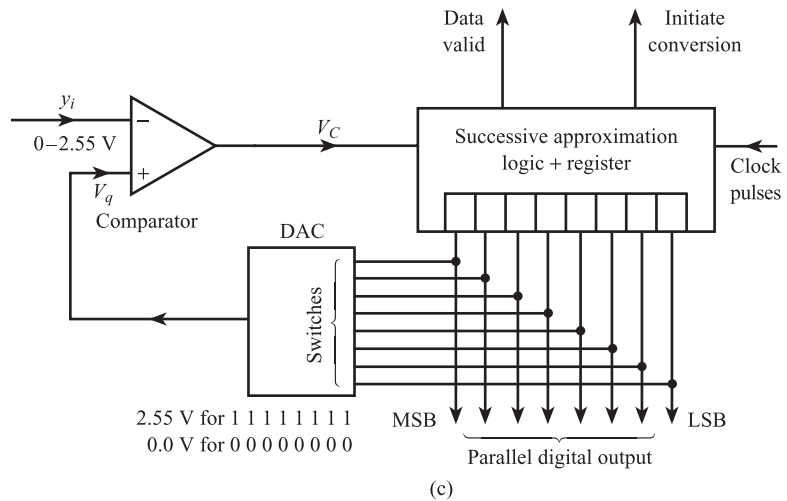 Data
valid
Initiate
conversion
y_i
0–2.55 V
V_q
Comparator
V_C
Successive approximation
logic + register
Clock
pulses
DAC
Switches
2.55 V for 1 1 1 1 1 1 1 1
0.0 V for 0 0 0 0 0 0 0 0
MSB
LSB
Parallel digital output
−
+
(c)